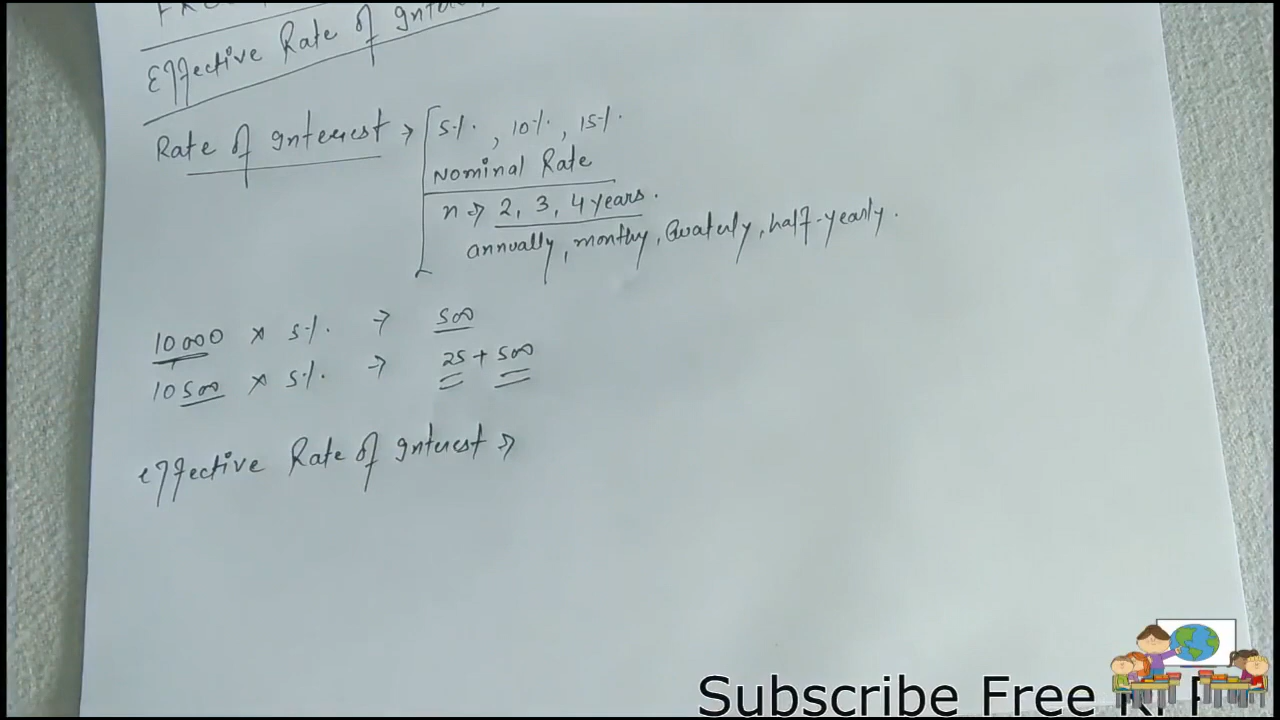 Effective Rate of Interest
Rate of Interest → 5%, 10%, 15%.
Nominal Rate
n → 2, 3, 4 years.
annually, monthy, Quaterly, half-yearly.
10000 × 5% → 500
10500 × 5% → 25 + 500
effective Rate of Interest →
Subscribe Free